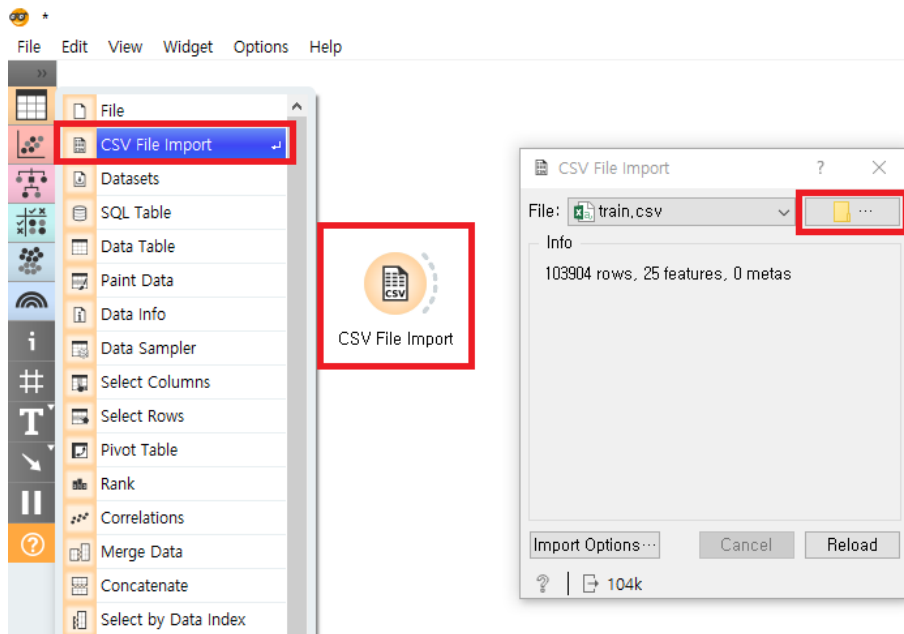 *
File Edit View Widget Options Help
»
File
CSV File Import
Datasets
SQL Table
Data Table
Paint Data
Data Info
Data Sampler
Select Columns
Select Rows
Pivot Table
Rank
Correlations
Merge Data
Concatenate
Select by Data Index
i
T
?
CSV
CSV File Import
CSV File Import ?
File: train.csv ...
Info
103904 rows, 25 features, 0 metas
Import Options... Cancel Reload
? | 104k